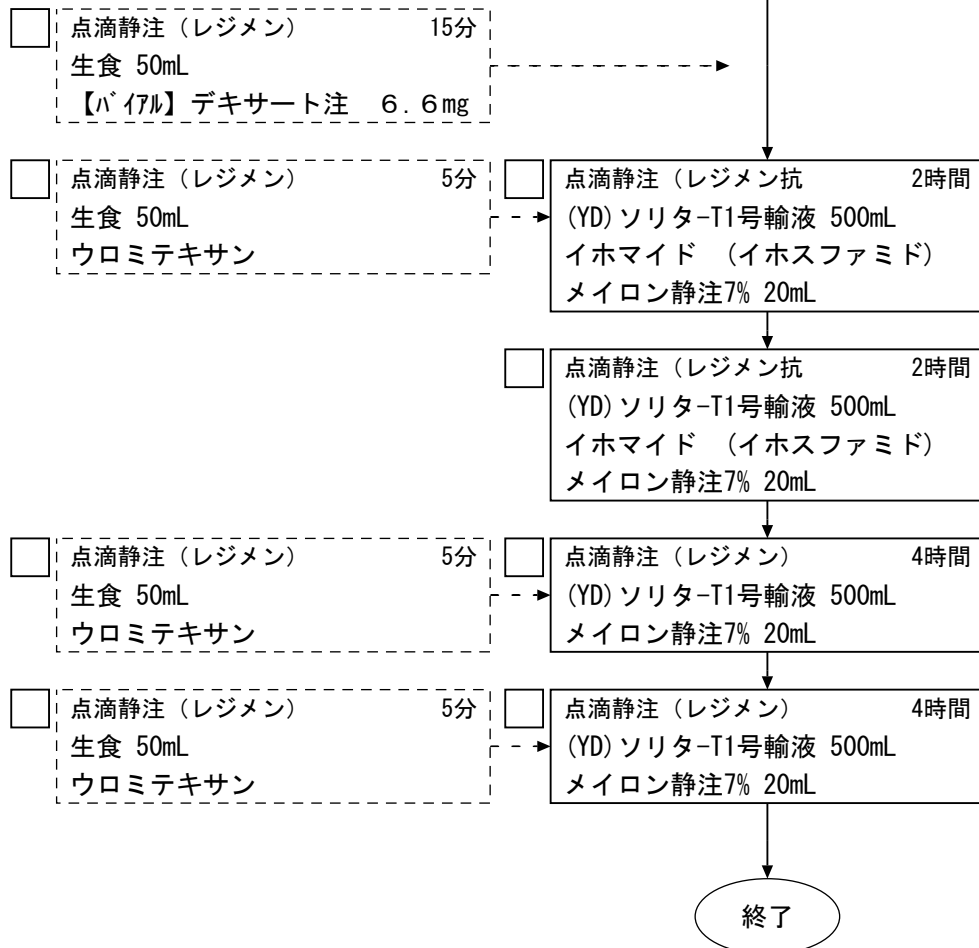 点滴静注（レジメン） 15分
生食 50mL
【ﾊﾞｲｱﾙ】デキサート注　６.６mg
点滴静注（レジメン） 5分
生食 50mL
ウロミテキサン
点滴静注（レジメン抗 2時間
(YD)ソリタ-T1号輸液 500mL
イホマイド　（イホスファミド）
メイロン静注7% 20mL
点滴静注（レジメン抗 2時間
(YD)ソリタ-T1号輸液 500mL
イホマイド　（イホスファミド）
メイロン静注7% 20mL
点滴静注（レジメン） 5分
生食 50mL
ウロミテキサン
点滴静注（レジメン） 4時間
(YD)ソリタ-T1号輸液 500mL
メイロン静注7% 20mL
点滴静注（レジメン） 5分
生食 50mL
ウロミテキサン
点滴静注（レジメン） 4時間
(YD)ソリタ-T1号輸液 500mL
メイロン静注7% 20mL
終了